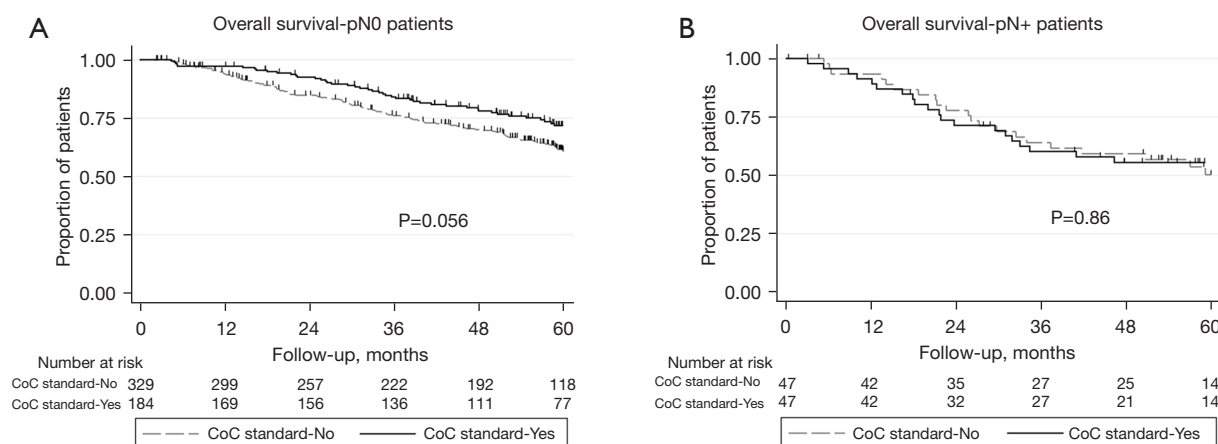 A
Overall survival-pN0 patients
Proportion of patients
1.00
0.75
0.50
0.25
0.00
P=0.056
0 12 24 36 48 60
Follow-up, months
Number at risk
CoC standard-No 329 299 257 222 192 118
CoC standard-Yes 184 169 156 136 111 77
CoC standard-No CoC standard-Yes
B
Overall survival-pN+ patients
Proportion of patients
1.00
0.75
0.50
0.25
0.00
P=0.86
0 12 24 36 48 60
Follow-up, months
Number at risk
CoC standard-No 47 42 35 27 25 14
CoC standard-Yes 47 42 32 27 21 14
CoC standard-No CoC standard-Yes